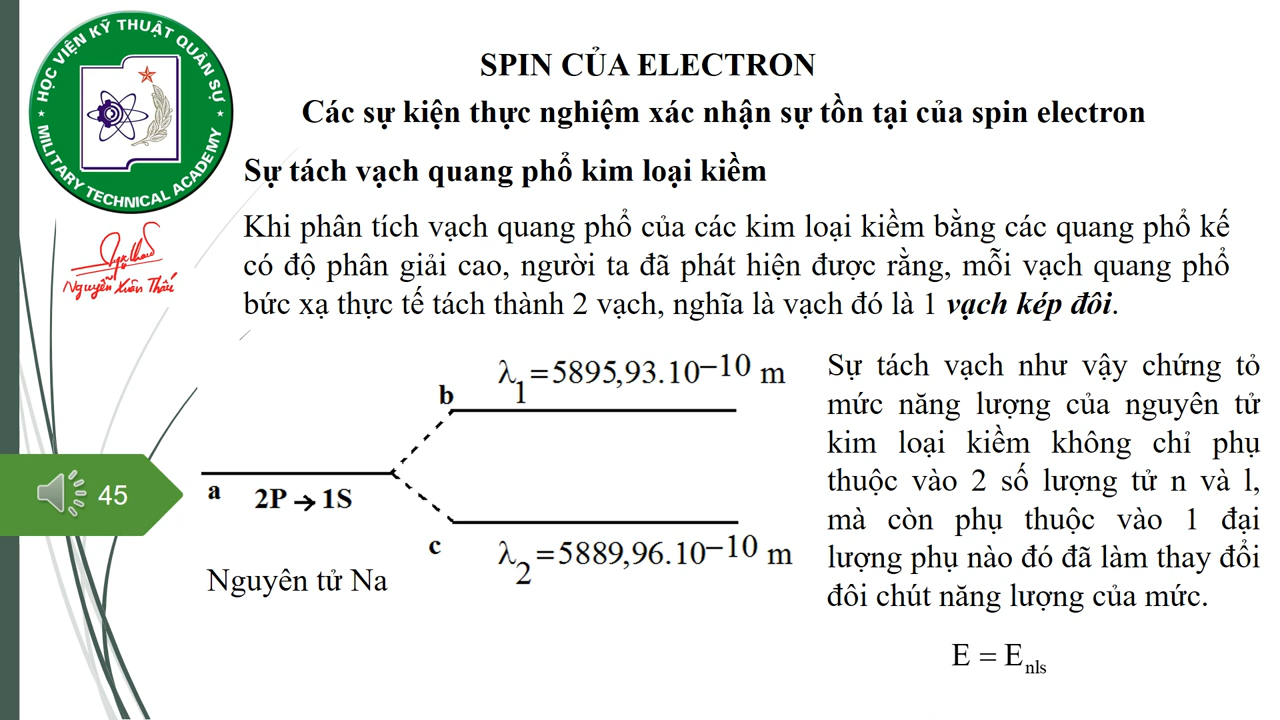 HỌC VIỆN KỸ THUẬT QUÂN SỰ
MILITARY TECHNICAL ACADEMY
SPIN CỦA ELECTRON
Các sự kiện thực nghiệm xác nhận sự tồn tại của spin electron
Sự tách vạch quang phổ kim loại kiềm
Khi phân tích vạch quang phổ của các kim loại kiềm bằng các quang phổ kế
có độ phân giải cao, người ta đã phát hiện được rằng, mỗi vạch quang phổ
bức xạ thực tế tách thành 2 vạch, nghĩa là vạch đó là 1 vạch kép đôi.
Nguyễn Xuân Thấu
λ₁=5895,93.10⁻¹⁰ m
b
a
2P → 1S
c
λ₂=5889,96.10⁻¹⁰ m
Nguyên tử Na
45
Sự tách vạch như vậy chứng tỏ
mức năng lượng của nguyên tử
kim loại kiềm không chỉ phụ
thuộc vào 2 số lượng tử n và l,
mà còn phụ thuộc vào 1 đại
lượng phụ nào đó đã làm thay đổi
đôi chút năng lượng của mức.
E = Eₙₗₛ